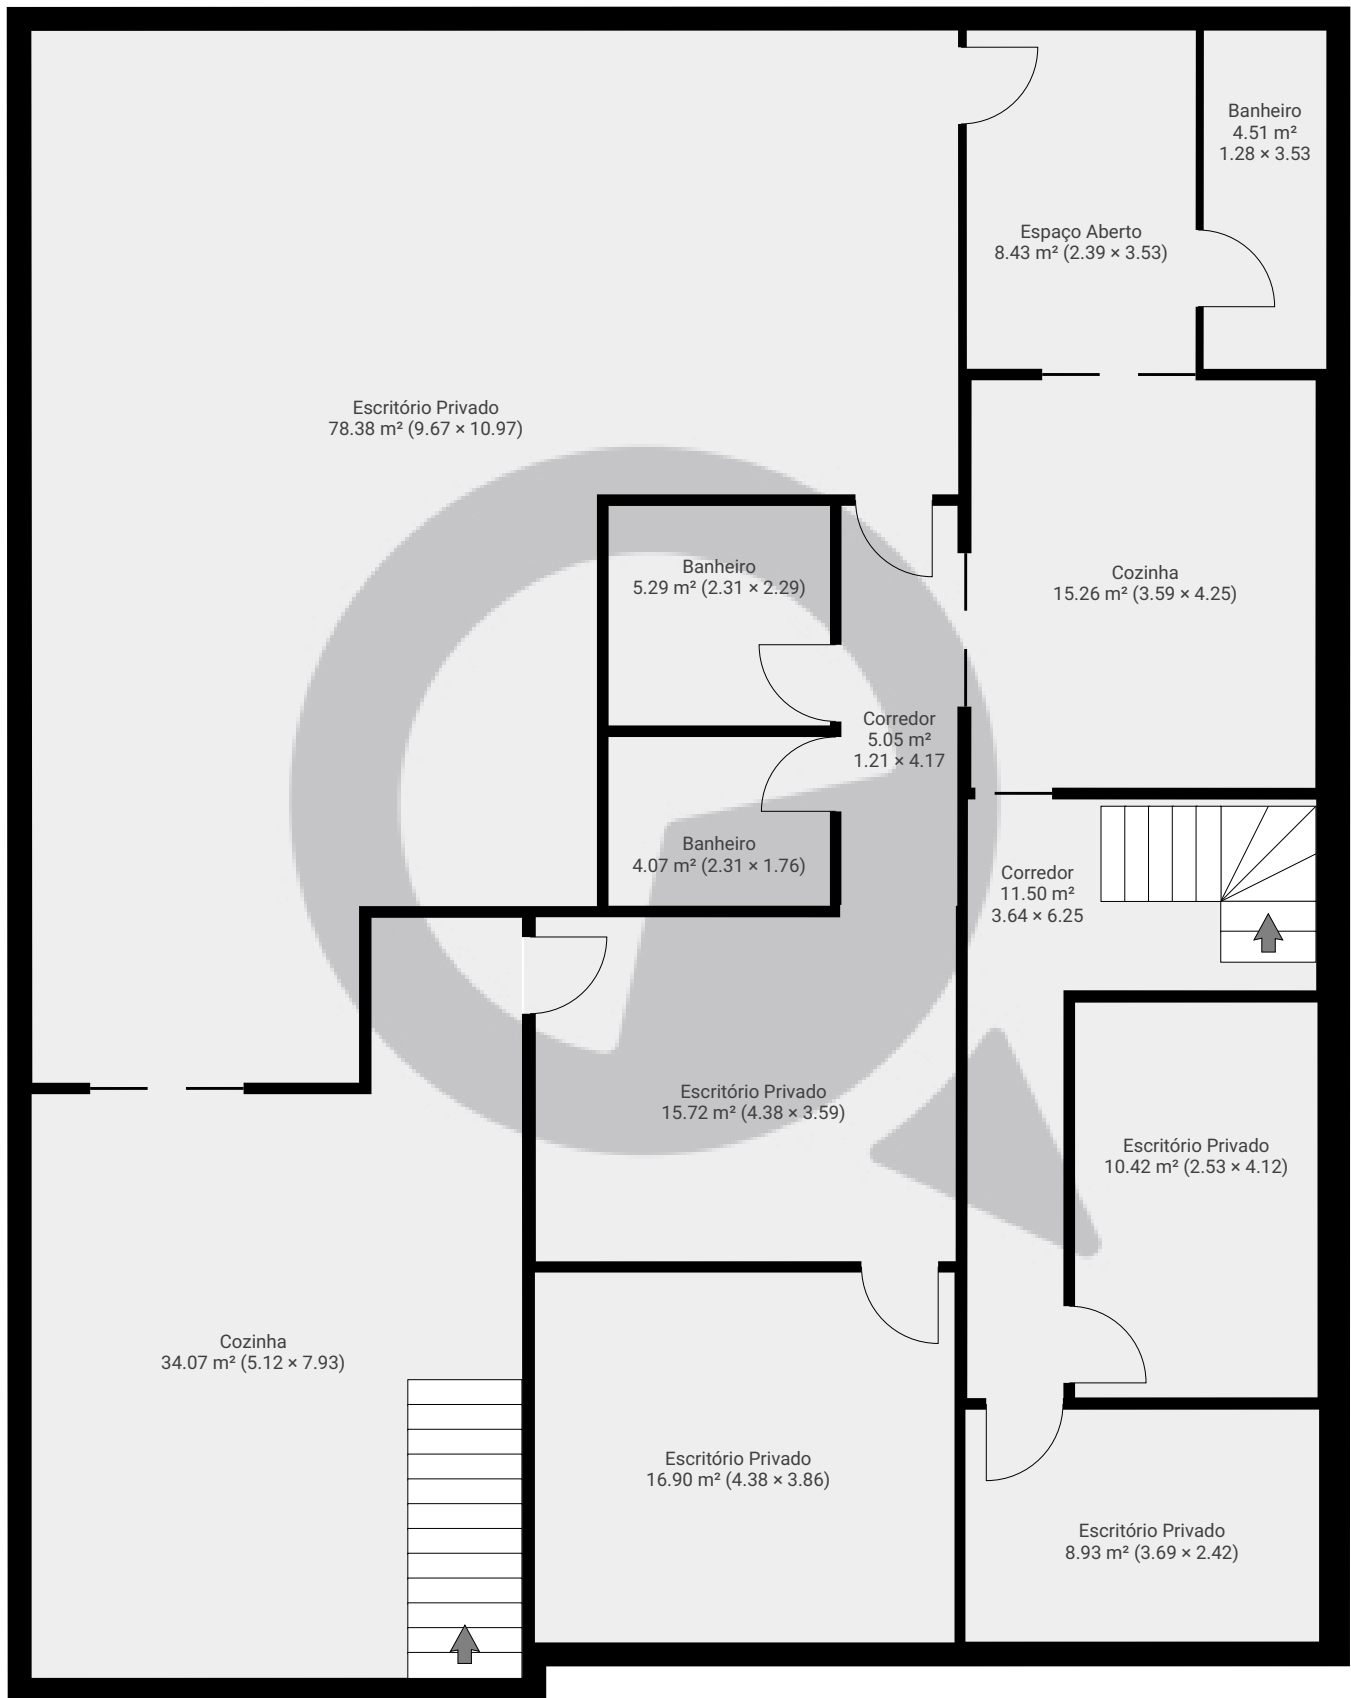 Banheiro
4.51 m²
1.28 × 3.53
Espaço Aberto
8.43 m² (2.39 × 3.53)
Escritório Privado
78.38 m² (9.67 × 10.97)
Banheiro
5.29 m² (2.31 × 2.29)
Cozinha
15.26 m² (3.59 × 4.25)
Corredor
5.05 m²
1.21 × 4.17
Banheiro
4.07 m² (2.31 × 1.76)
Corredor
11.50 m²
3.64 × 6.25
Escritório Privado
15.72 m² (4.38 × 3.59)
Escritório Privado
10.42 m² (2.53 × 4.12)
Cozinha
34.07 m² (5.12 × 7.93)
Escritório Privado
16.90 m² (4.38 × 3.86)
Escritório Privado
8.93 m² (3.69 × 2.42)